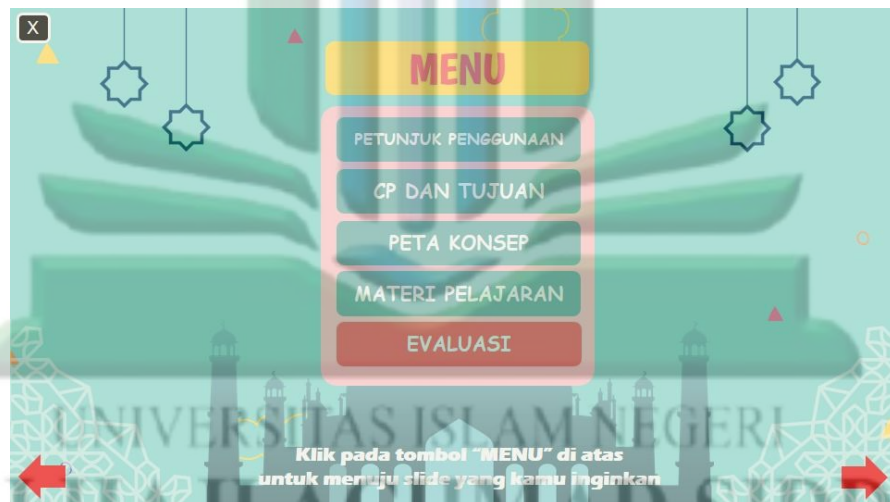 X
MENU
PETUNJUK PENGGUNAAN
CP DAN TUJUAN
PETA KONSEP
MATERI PELAJARAN
EVALUASI
UNIVERSITAS ISLAM NEGERI
Klik pada tombol “MENU” di atas
untuk menuju slide yang kamu inginkan